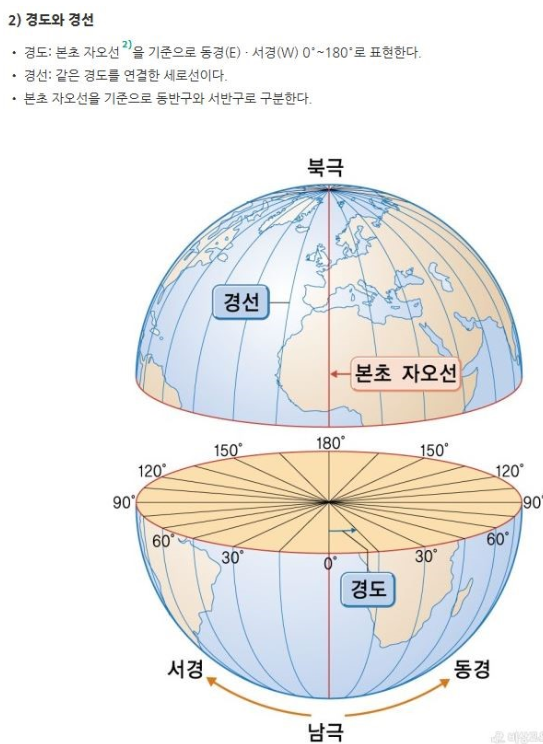 2) 경도와 경선
• 경도: 본초 자오선2)을 기준으로 동경(E) · 서경(W) 0°~180°로 표현한다.
• 경선: 같은 경도를 연결한 세로선이다.
• 본초 자오선을 기준으로 동반구와 서반구로 구분한다.
북극
경선
본초 자오선
180°
150° 150°
120° 120°
90° 90°
60° 60°
30° 0° 30°
경도
서경 동경
남극